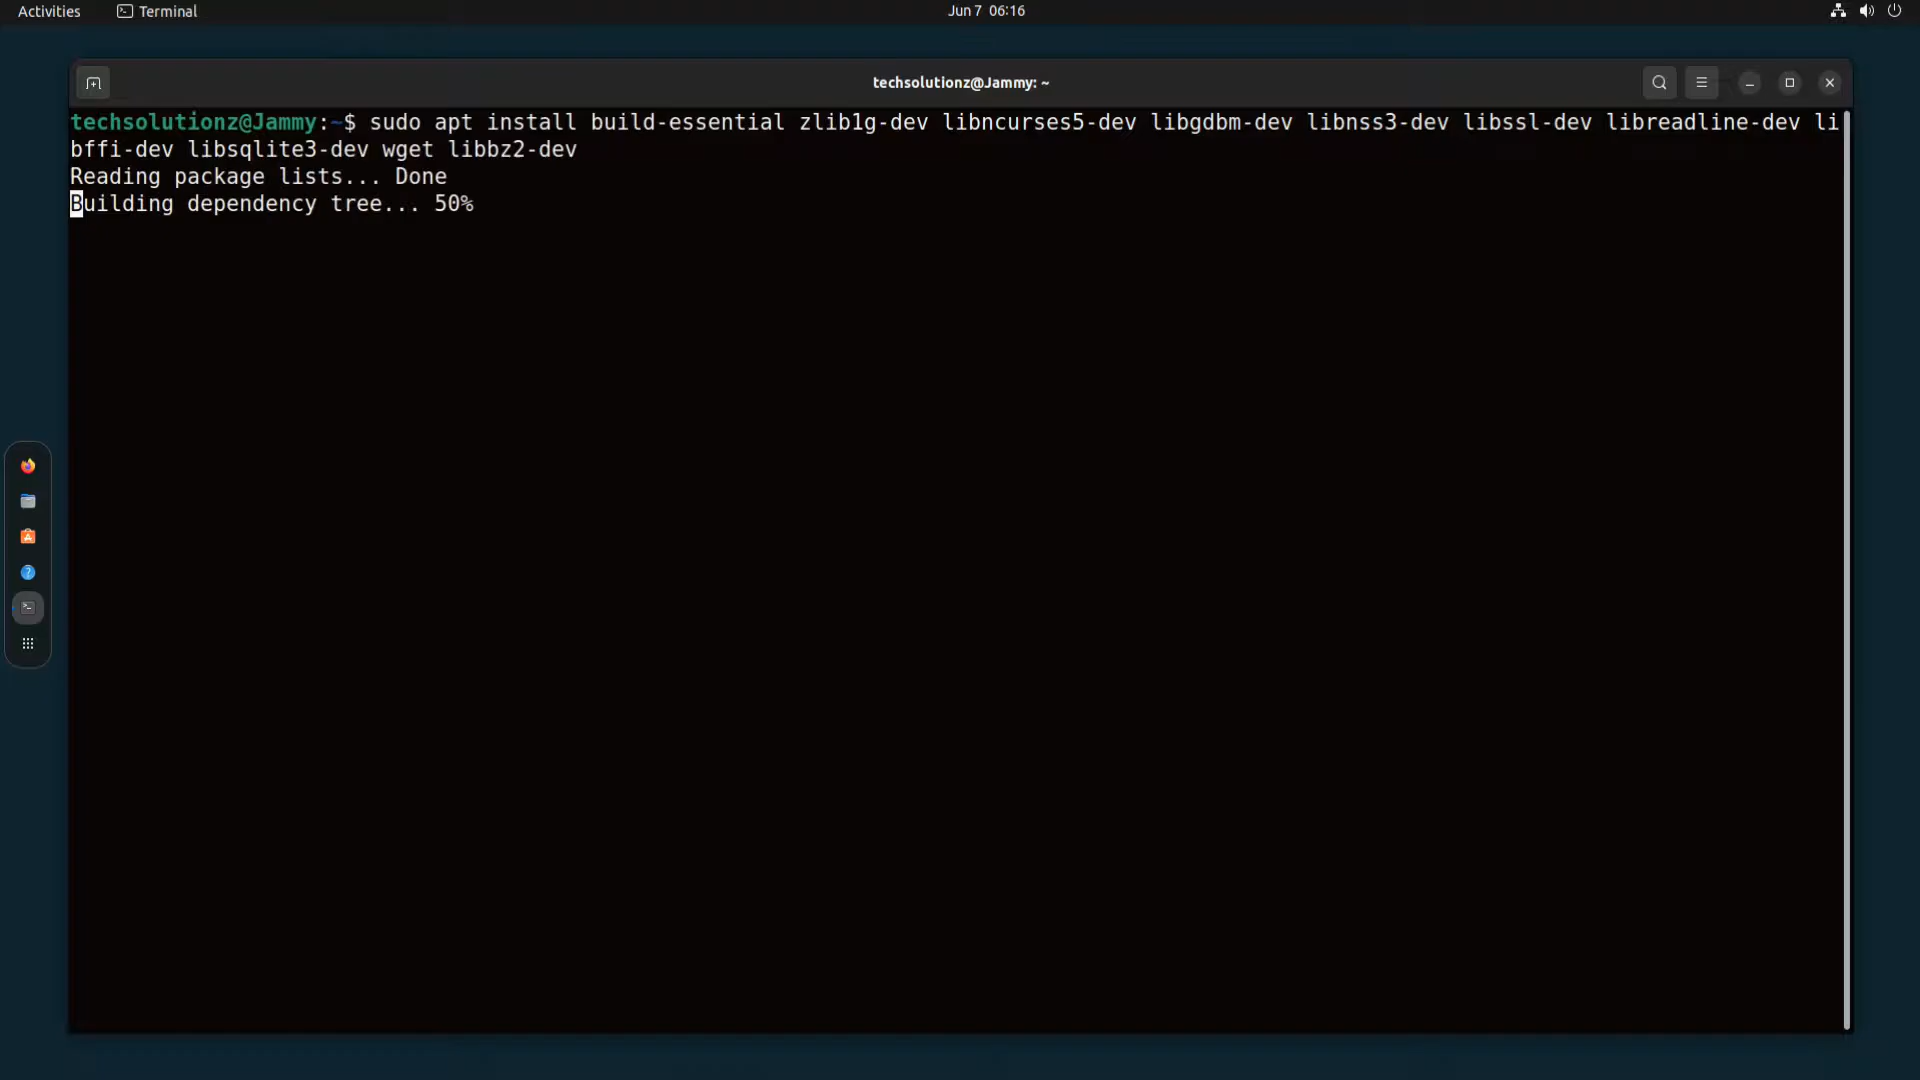 Activities
Terminal
Jun 7 06:16
techsolutionz@Jammy: ~
techsolutionz@Jammy:~$ sudo apt install build-essential zlib1g-dev libncurses5-dev libgdbm-dev libnss3-dev libssl-dev libreadline-dev li
bffi-dev libsqlite3-dev wget libbz2-dev
Reading package lists... Done
Building dependency tree... 50%